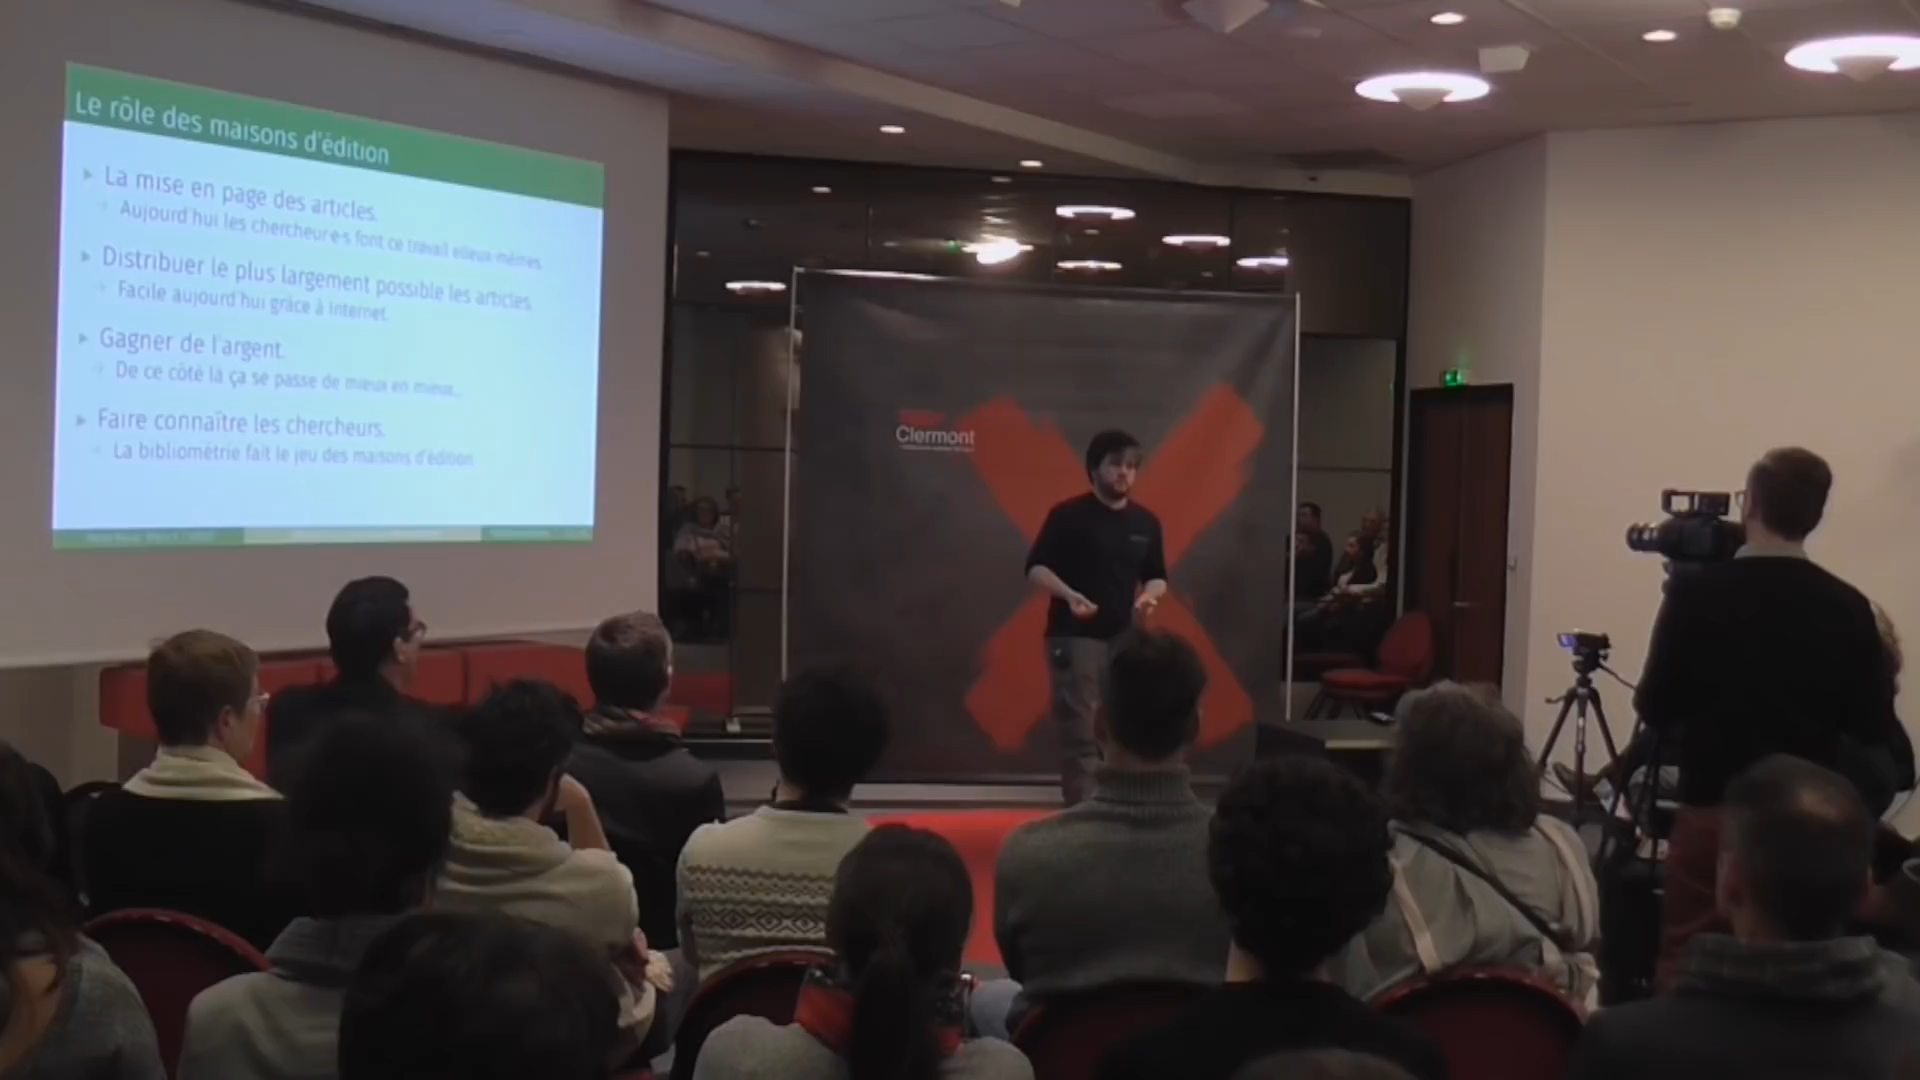 Le rôle des maisons d'édition
La mise en page des articles.
Aujourd'hui les chercheur·e·s font ce travail elleux-mêmes.
Distribuer le plus largement possible les articles.
Facile aujourd'hui grâce à Internet.
Gagner de l'argent.
De ce côté là ça se passe de mieux en mieux...
Faire connaître les chercheurs.
La bibliométrie fait le jeu des maisons d'édition.
Clermont